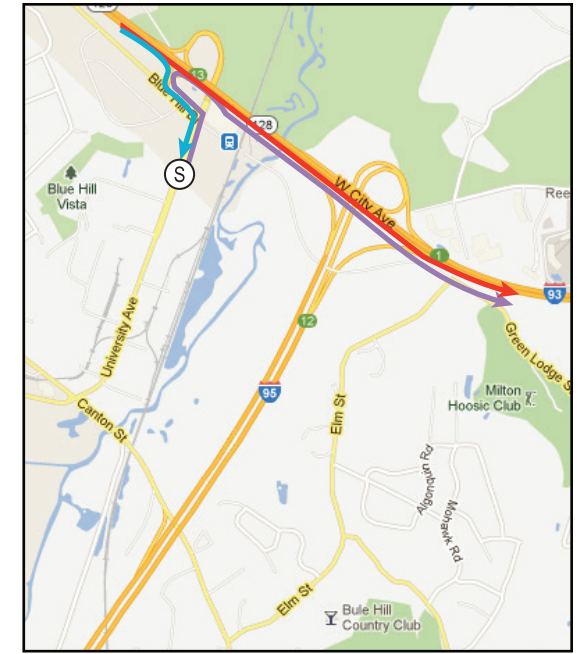 13
Blue Hill
128
W City Ave
S
Blue Hill
Vista
Ree
1
93
12
University Ave
Green Lodge S
95
Milton
Hoosic Club
Canton St
Elm St
Algonquin Rd
Mohawk Rd
Elm St
Bule Hill
Country Club